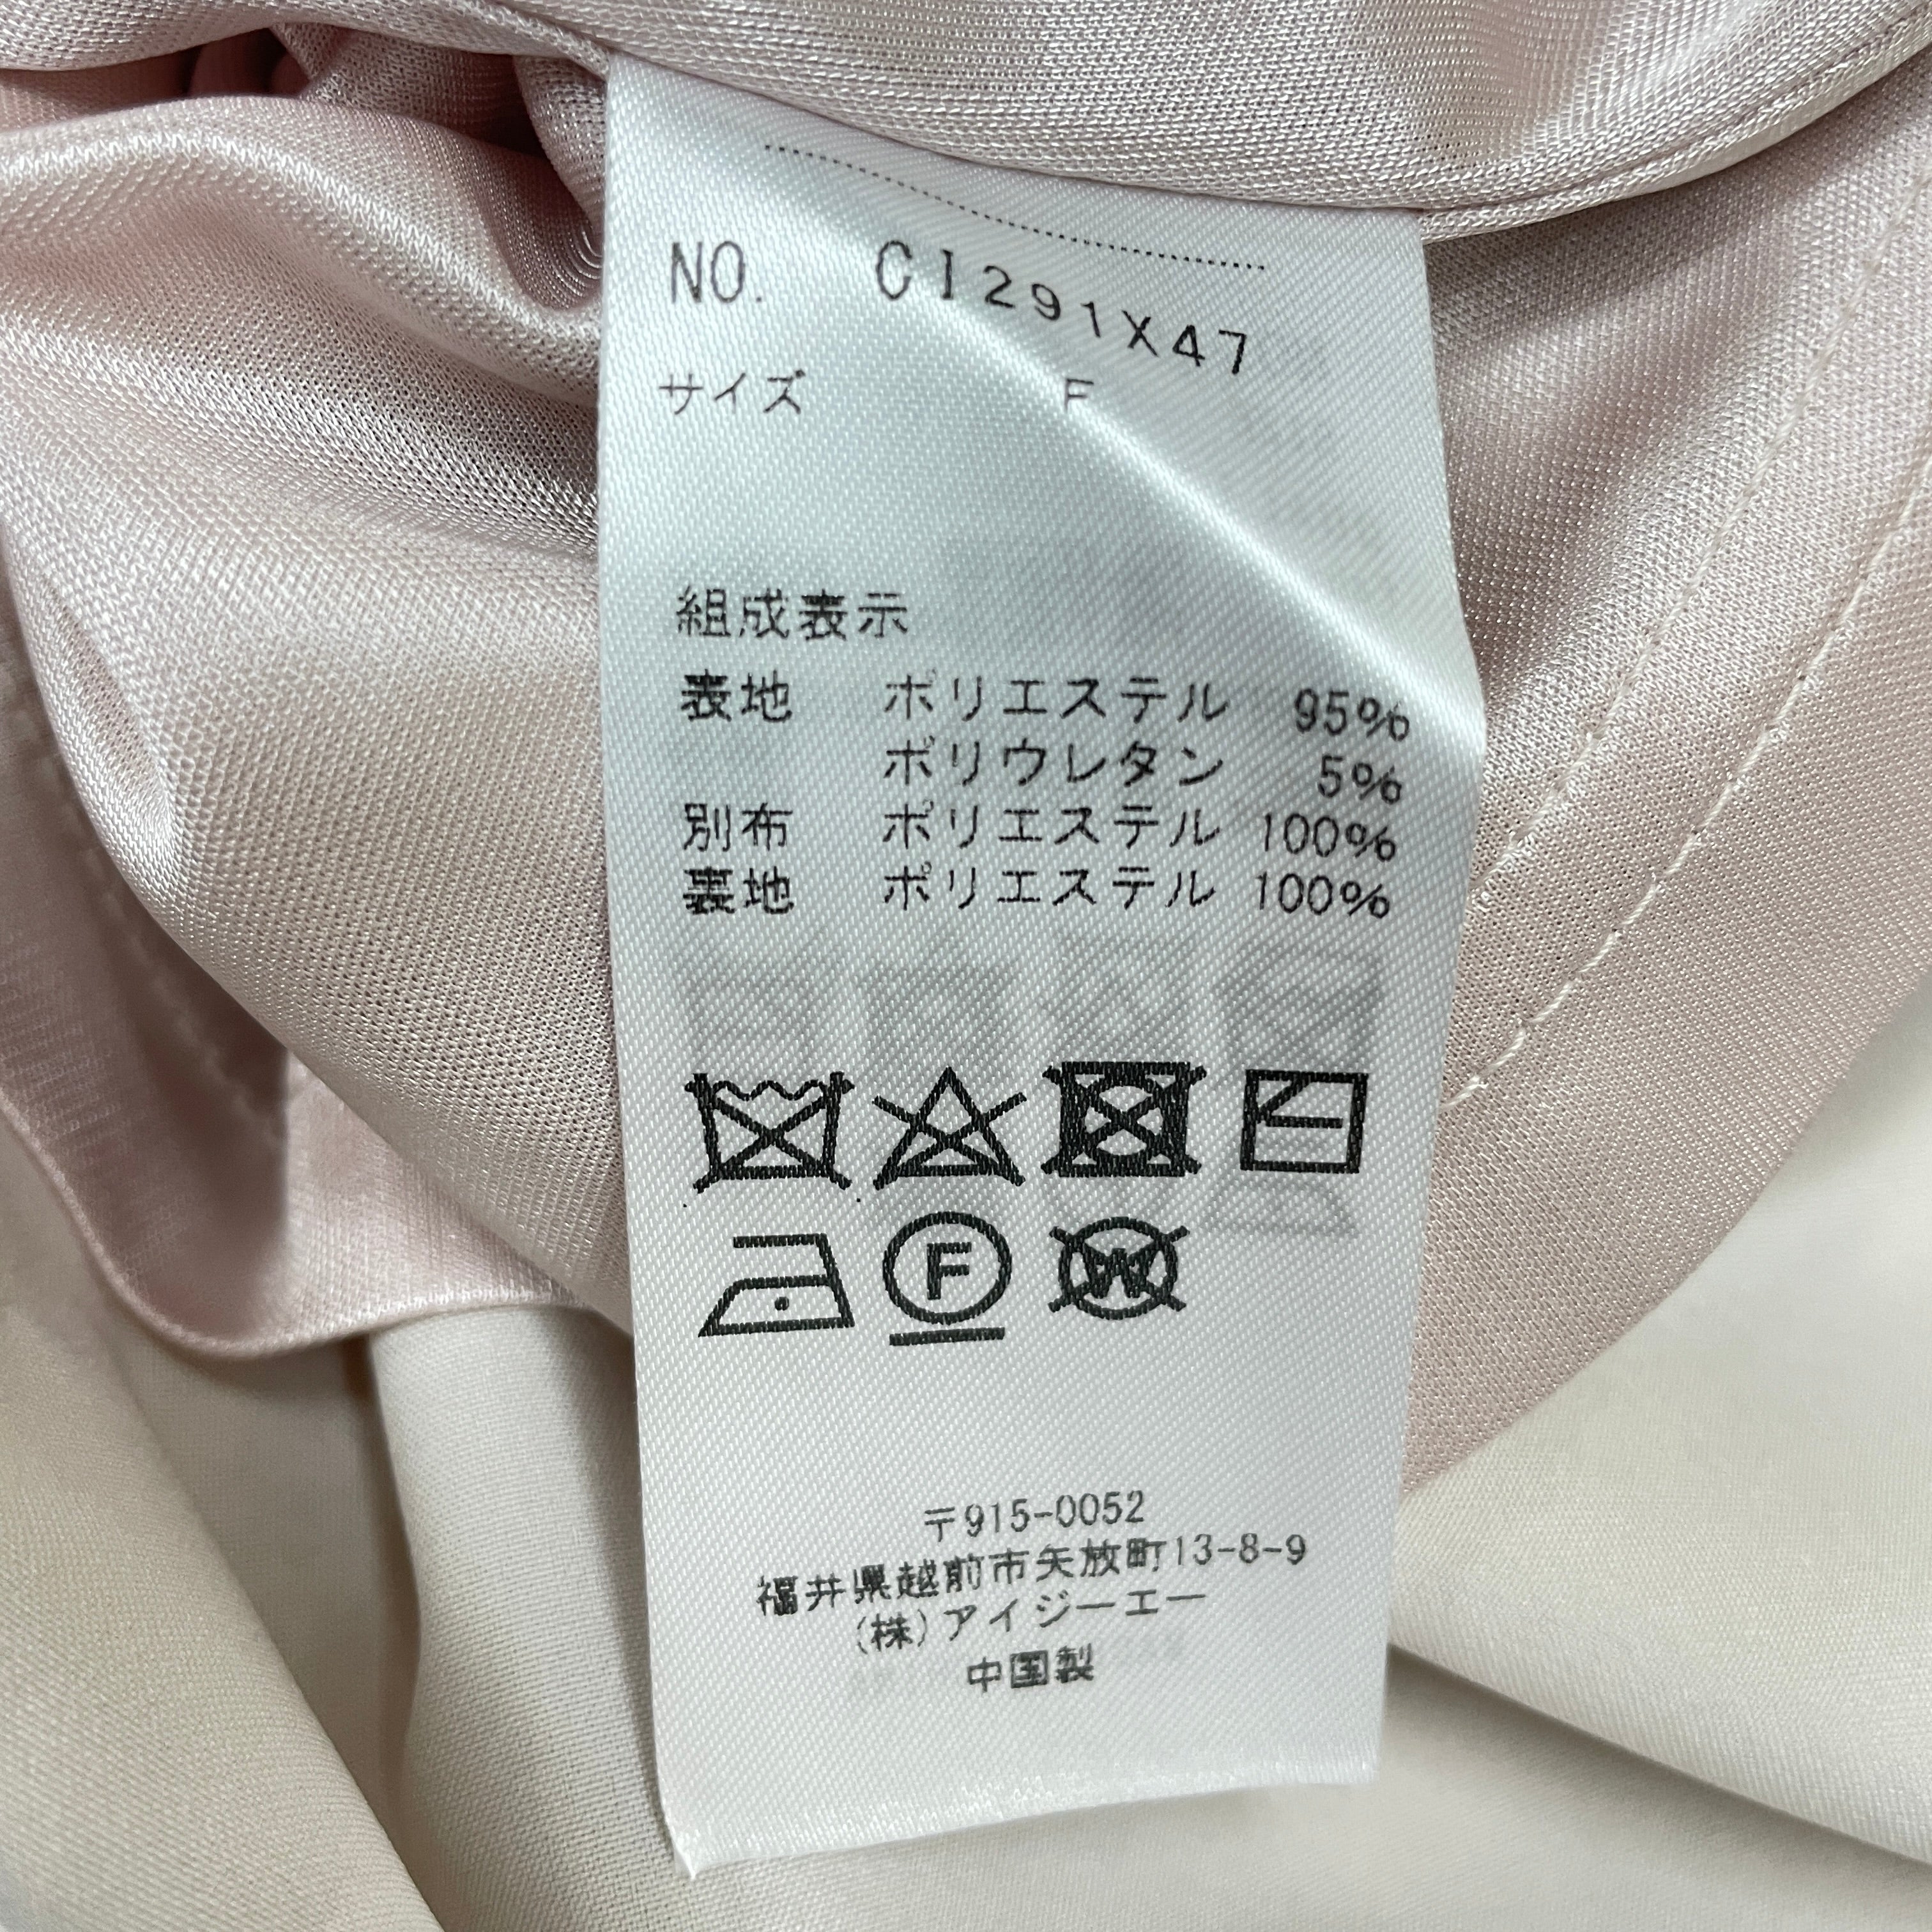 NO. CI291X47
サイズ F
組成表示
表地 ポリエステル 95%
ポリウレタン 5%
別布 ポリエステル 100%
裏地 ポリエステル 100%
F
W
〒915-0052
福井県越前市矢放町13-8-9
(株)アイジーエー
中国製